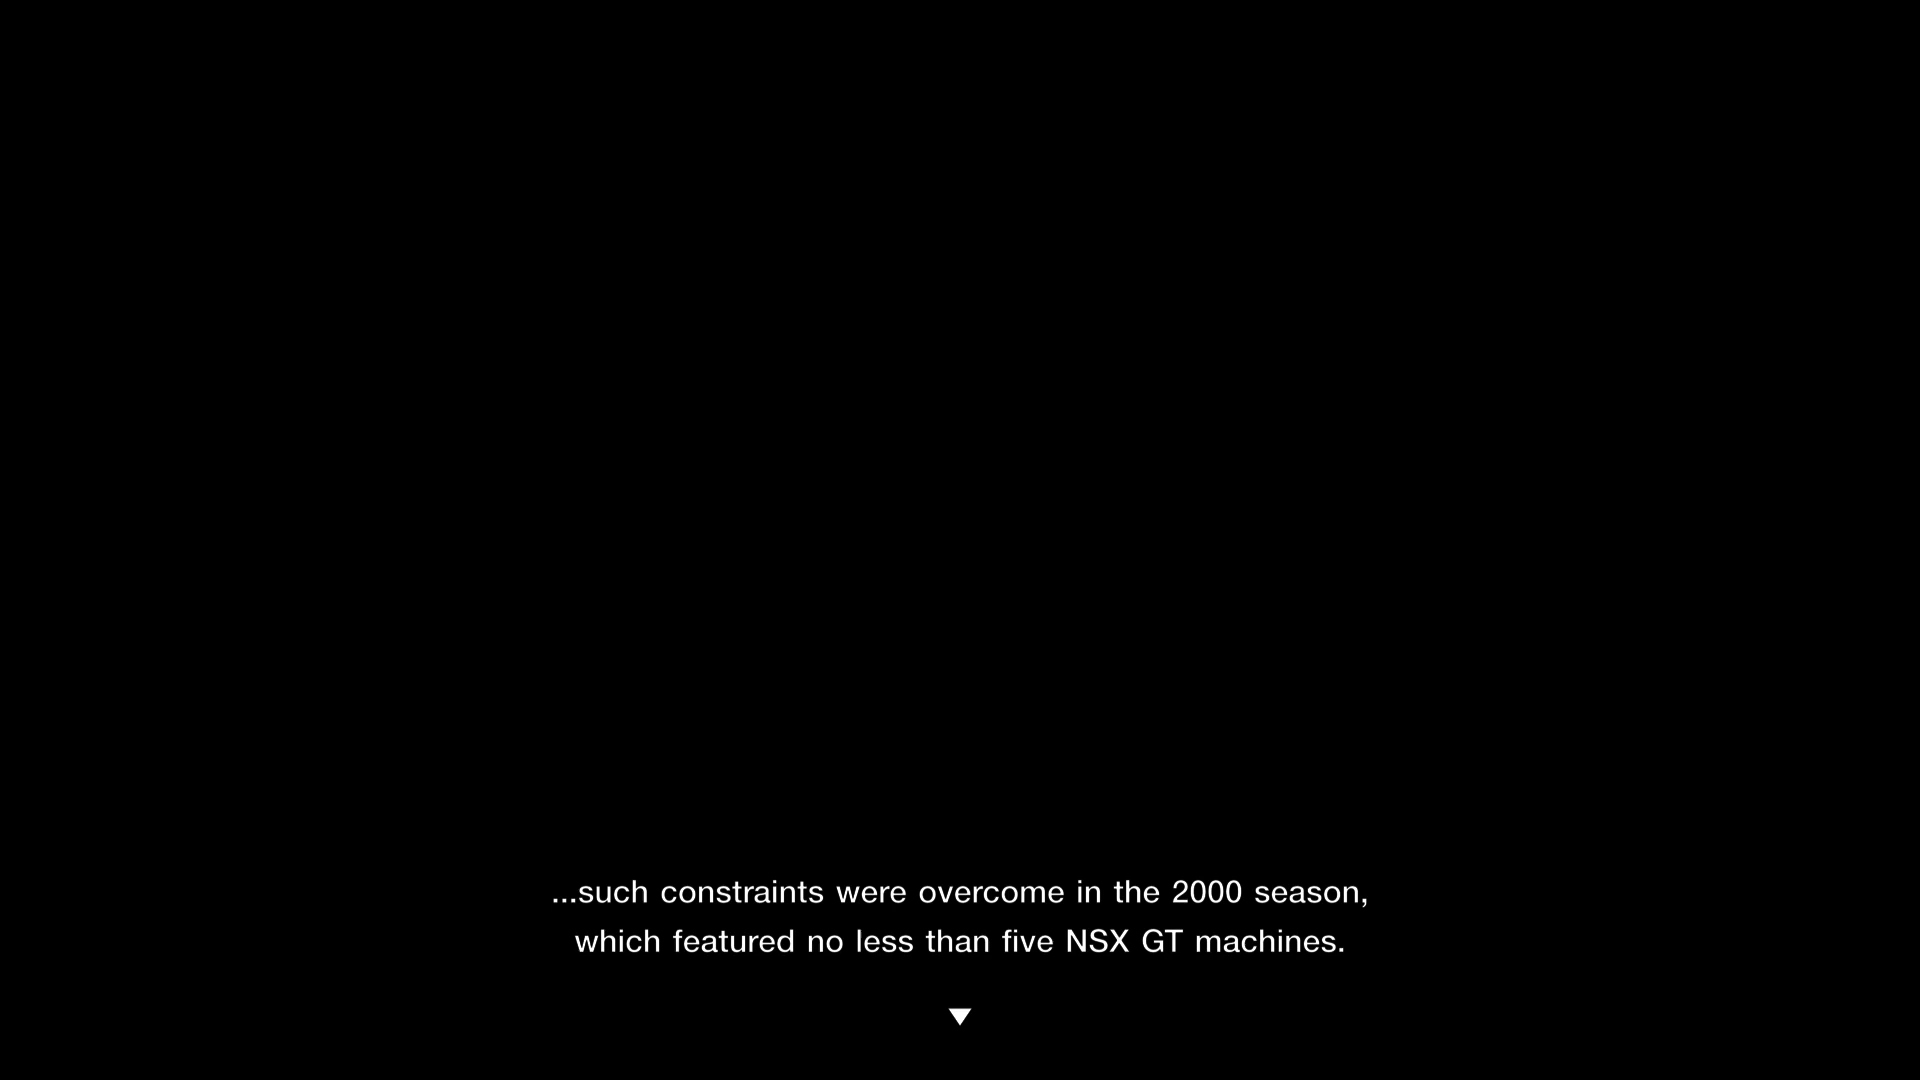 ...such constraints were overcome in the 2000 season,
which featured no less than five NSX GT machines.